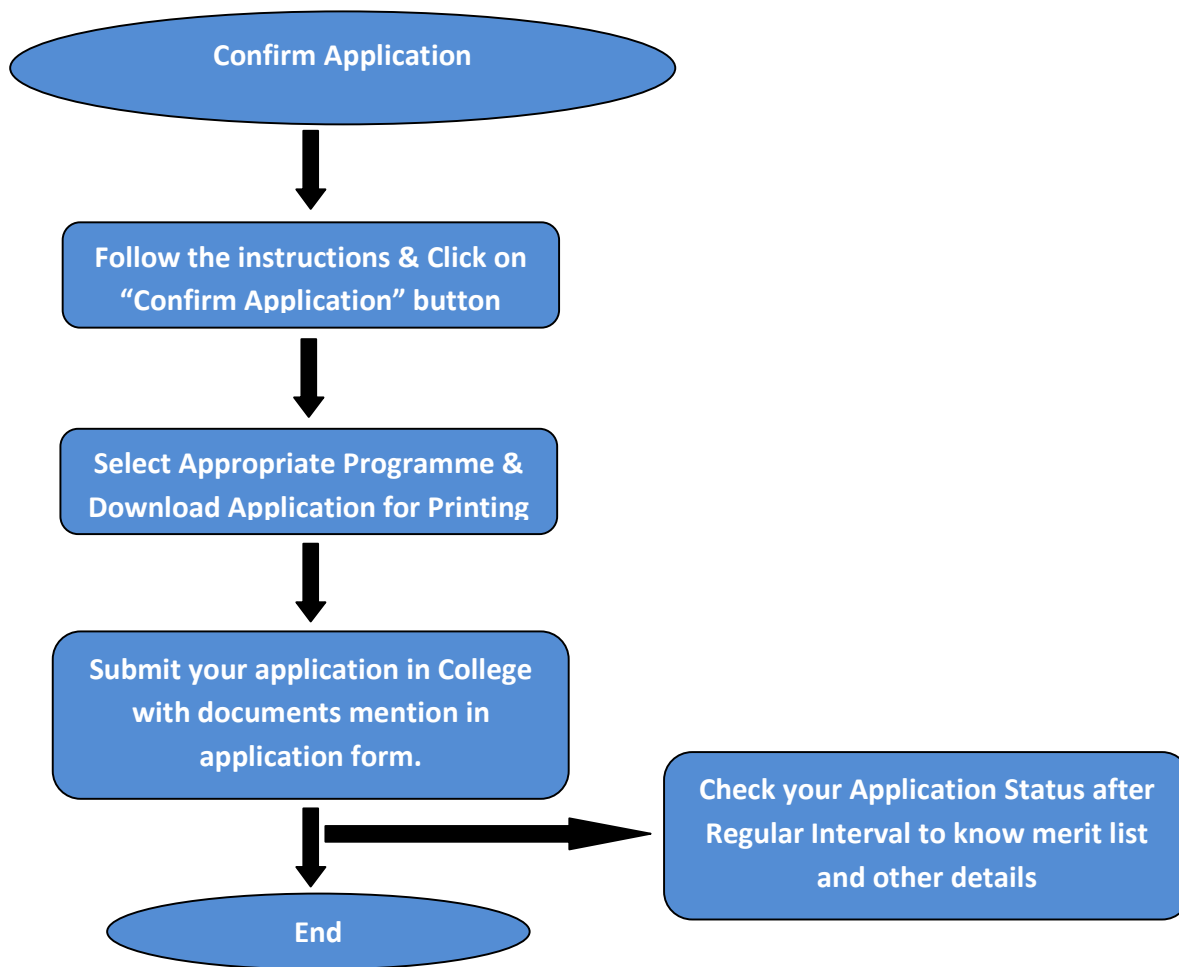 Confirm Application
Follow the instructions & Click on
“Confirm Application” button
Select Appropriate Programme &
Download Application for Printing
Submit your application in College
with documents mention in
application form.
Check your Application Status after
Regular Interval to know merit list
and other details
End